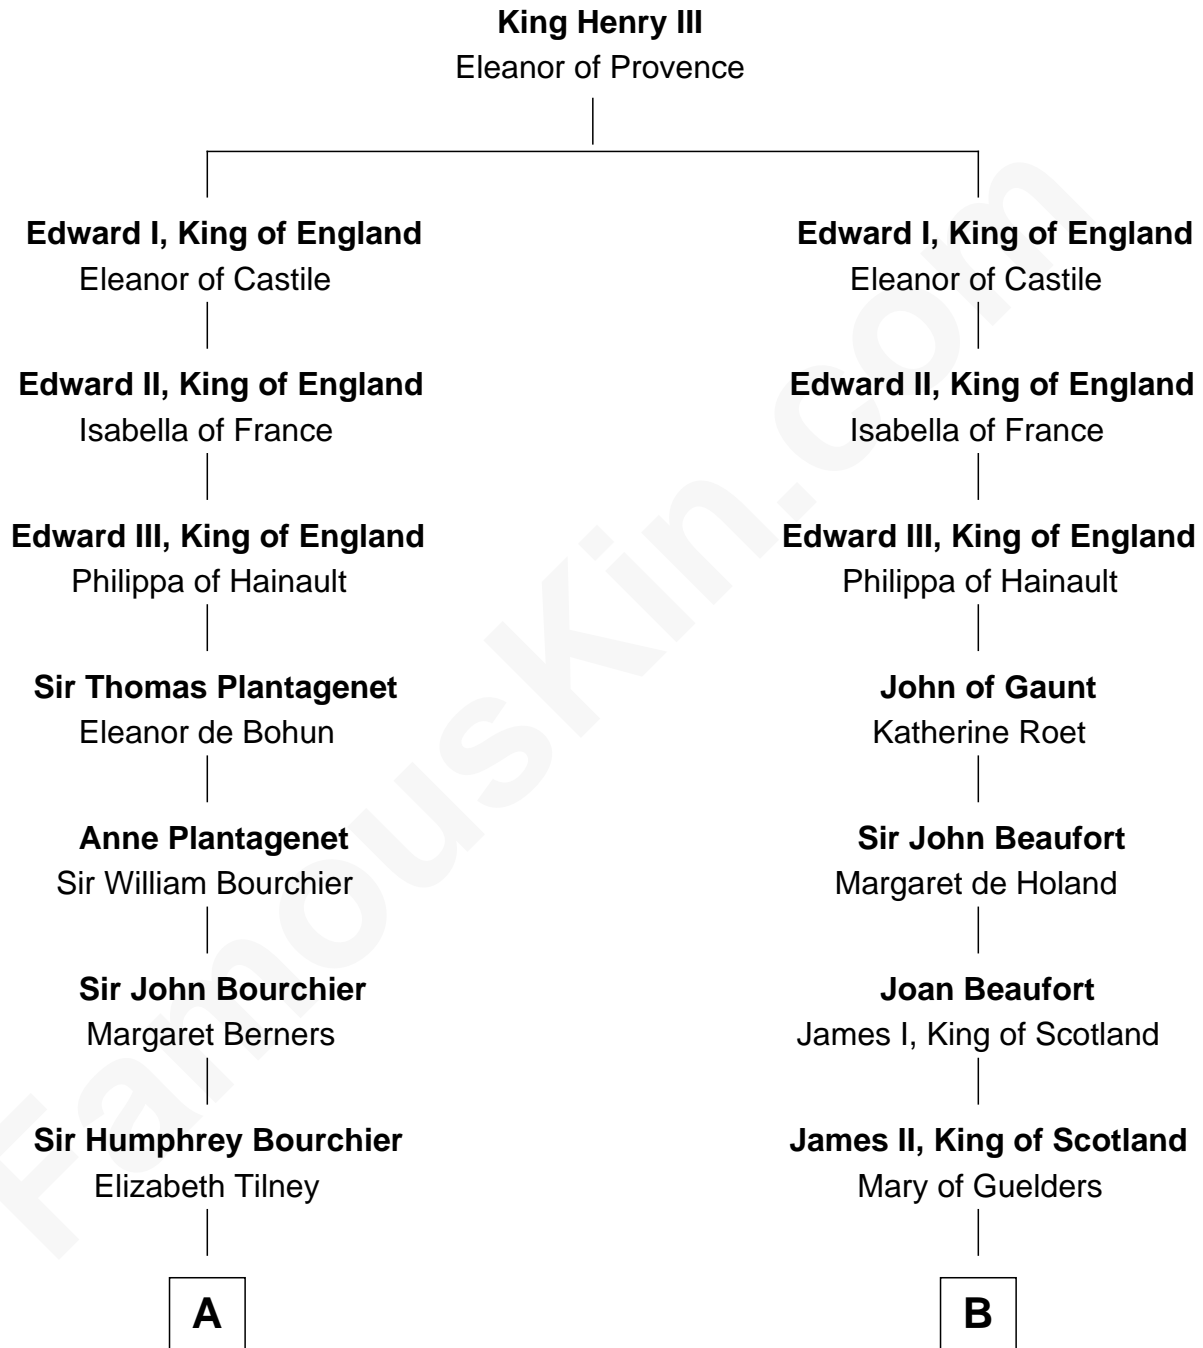 King Henry III
Eleanor of Provence
Edward I, King of England
Eleanor of Castile
Edward II, King of England
Isabella of France
Edward III, King of England
Philippa of Hainault
Sir Thomas Plantagenet
Eleanor de Bohun
Anne Plantagenet
Sir William Bourchier
Sir John Bourchier
Margaret Berners
Sir Humphrey Bourchier
Elizabeth Tilney
A
Edward I, King of England
Eleanor of Castile
Edward II, King of England
Isabella of France
Edward III, King of England
Philippa of Hainault
John of Gaunt
Katherine Roet
Sir John Beaufort
Margaret de Holand
Joan Beaufort
James I, King of Scotland
James II, King of Scotland
Mary of Guelders
B
FamousKin.com